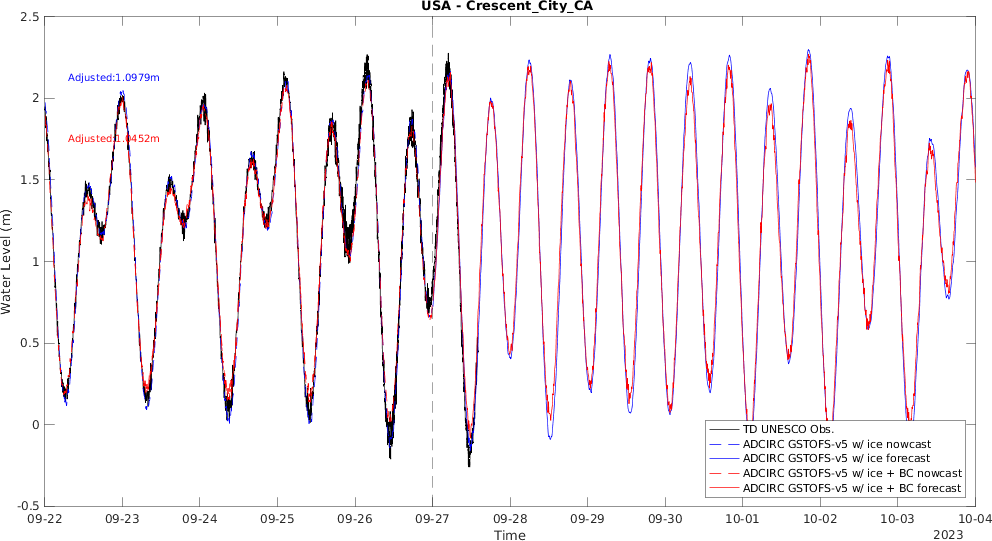 USA - Crescent_City_CA
2.5
2
1.5
1
0.5
0
-0.5
Water Level (m)
Adjusted:1.0979m
Adjusted:1.0452m
TD UNESCO Obs.
ADCIRC GSTOFS-v5 w/ ice nowcast
ADCIRC GSTOFS-v5 w/ ice forecast
ADCIRC GSTOFS-v5 w/ ice + BC nowcast
ADCIRC GSTOFS-v5 w/ ice + BC forecast
09-22 09-23 09-24 09-25 09-26 09-27 09-28 09-29 09-30 10-01 10-02 10-03 10-04
Time
2023